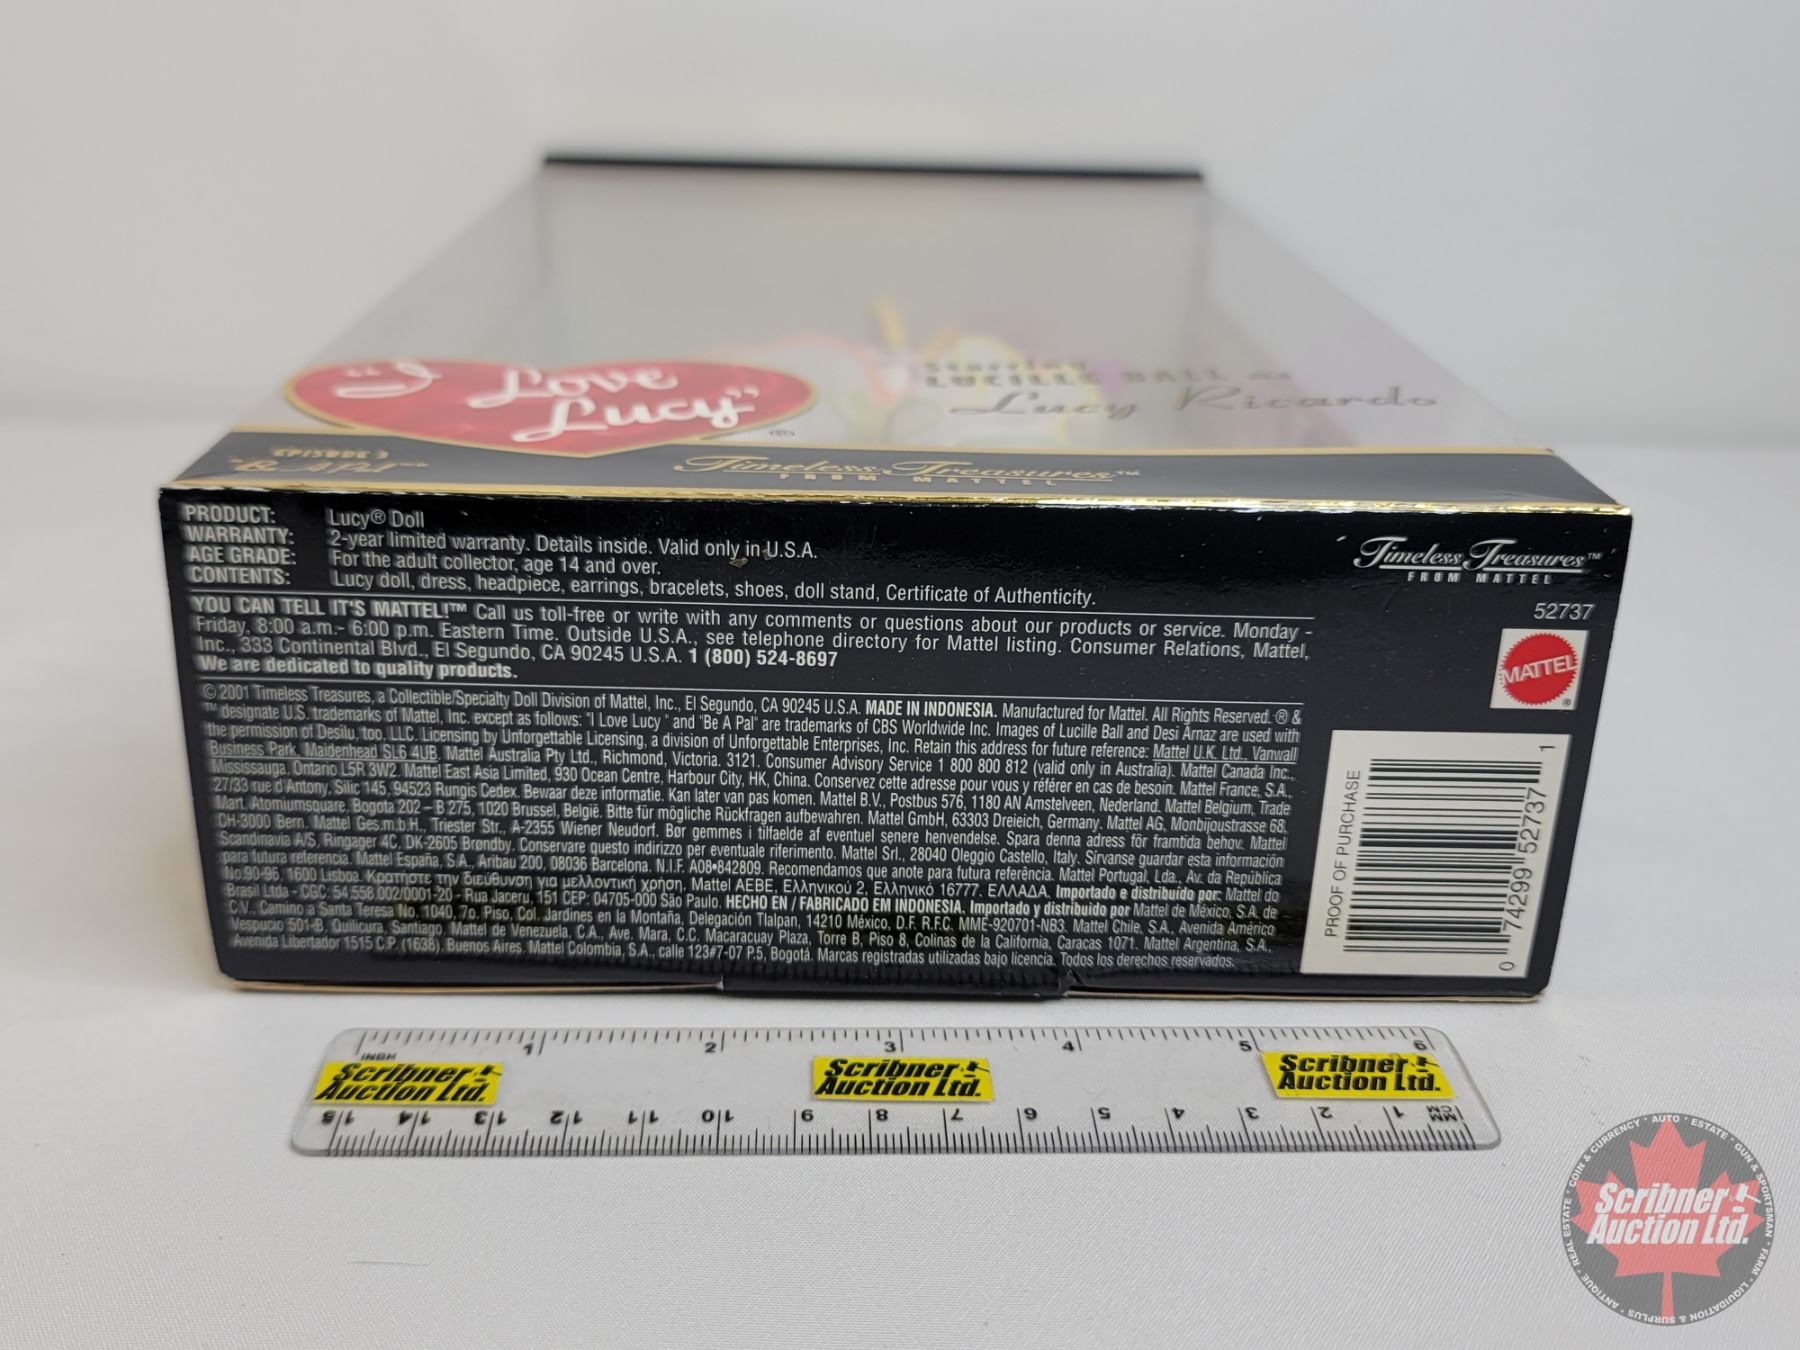 "I Love
Lucy"®
Starring
LUCILLE BALL as
Lucy Ricardo
EPISODE 3
"Be A Pal"
Timeless Treasures™
FROM MATTEL
PRODUCT: Lucy® Doll
WARRANTY: 2-year limited warranty. Details inside. Valid only in U.S.A.
AGE GRADE: For the adult collector, age 14 and over.
CONTENTS: Lucy doll, dress, headpiece, earrings, bracelets, shoes, doll stand, Certificate of Authenticity.
YOU CAN TELL IT'S MATTEL!™ Call us toll-free or write with any comments or questions about our products or service. Monday -
Friday, 8:00 a.m.- 6:00 p.m. Eastern Time. Outside U.S.A., see telephone directory for Mattel listing. Consumer Relations, Mattel,
Inc., 333 Continental Blvd., El Segundo, CA 90245 U.S.A. 1 (800) 524-8697
We are dedicated to quality products.
© 2001 Timeless Treasures, a Collectible/Specialty Doll Division of Mattel, Inc., El Segundo, CA 90245 U.S.A. MADE IN INDONESIA. Manufactured for Mattel. All Rights Reserved. ® &
™ designate U.S. trademarks of Mattel, Inc. except as follows: "I Love Lucy" and "Be A Pal" are trademarks of CBS Worldwide Inc. Images of Lucille Ball and Desi Arnaz are used with
the permission of Desilu, too, LLC. Licensing by Unforgettable Licensing, a division of Unforgettable Enterprises, Inc. Retain this address for future reference: Mattel U.K. Ltd., Vanwall
Business Park, Maidenhead SL6 4UB. Mattel Australia Pty Ltd., Richmond, Victoria. 3121. Consumer Advisory Service 1 800 800 812 (valid only in Australia). Mattel Canada Inc.,
Mississauga, Ontario L5R 3W2. Mattel East Asia Limited, 930 Ocean Centre, Harbour City, HK, China. Conservez cette adresse pour vous y référer en cas de besoin. Mattel France, S.A.,
27/33 rue d'Antony, Silic 145, 94523 Rungis Cedex. Bewaar deze informatie. Kan later van pas komen. Mattel B.V., Postbus 576, 1180 AN Amstelveen, Nederland. Mattel Belgium, Trade
Mart, Atomiumsquare, Bogota 202 – B 275, 1020 Brussel, België. Bitte für mögliche Rückfragen aufbewahren. Mattel GmbH, 63303 Dreieich, Germany. Mattel AG, Monbijoustrasse 68,
CH-3000 Bern. Mattel Ges.m.b.H., Triester Str., A-2355 Wiener Neudorf. Bør gemmes i tilfaelde af eventuel senere henvendelse. Spara denna adress för framtida behov. Mattel
Scandinavia A/S, Ringager 4C, DK-2605 Brøndby. Conservare questo indirizzo per eventuale riferimento. Mattel Srl., 28040 Oleggio Castello, Italy. Sírvanse guardar esta información
para futura referencia. Mattel España, S.A., Aribau 200, 08036 Barcelona. N.I.F. A08•842809. Recomendamos que anote para futura referência. Mattel Portugal, Lda., Av. da República
No.90-96, 1600 Lisboa. Κρατήστε την διεύθυνση για μελλοντική χρήση. Mattel AEBE, Ελληνικού 2, Ελληνικό 16777. ΕΛΛΑΔΑ. Importado e distribuído por: Mattel do
Brasil Ltda - CGC: 54.558.002/0001-20 - Rua Jaceru, 151 CEP: 04705-000 São Paulo. HECHO EN / FABRICADO EM INDONESIA. Importado y distribuido por Mattel de México, S.A. de
C.V., Camino a Santa Teresa No. 1040, 7o. Piso, Col. Jardines en la Montaña, Delegación Tlalpan, 14210 México, D.F. R.F.C. MME-920701-NB3. Mattel Chile, S.A., Avenida Américo
Vespucio 501-B, Quilicura, Santiago. Mattel de Venezuela, C.A., Ave. Mara, C.C. Macaracuay Plaza, Torre B, Piso 8, Colinas de la California, Caracas 1071. Mattel Argentina, S.A.,
Avenida Libertador 1515 C.P. (1638), Buenos Aires. Mattel Colombia, S.A., calle 123#7-07 P.5, Bogotá. Marcas registradas utilizadas bajo licencia. Todos los derechos reservados.
Timeless Treasures™
FROM MATTEL
52737
MATTEL
®
PROOF OF PURCHASE
0 74299 52737 1
1 2 3 4 5 6
INCH
Scribner
Auction Ltd.
Scribner
Auction Ltd.
Scribner
Auction Ltd.
15 14 13 12 11 10 9 8 7 6 5 4 3 2 1 MM
CM
COIN & CURRENCY · AUTO · ESTATE · GUN & SPORTSMAN · FARM · LIQUIDATION & SURPLUS · ANTIQUE · REAL ESTATE ·
Scribner
Auction Ltd.